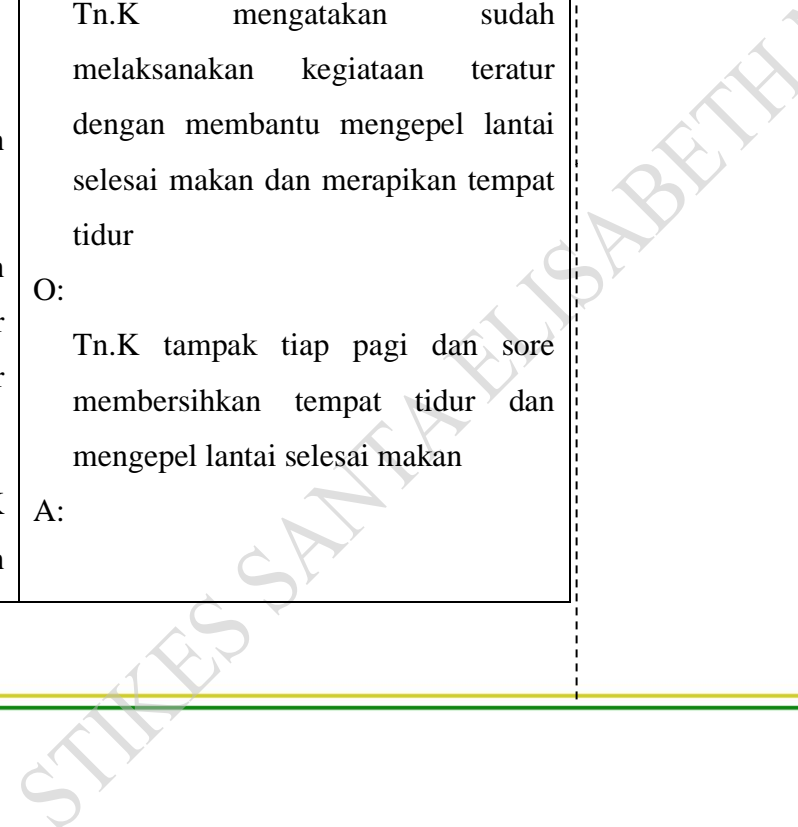 Tn.K mengatakan sudah
melaksanakan kegiataan teratur
dengan membantu mengepel lantai
selesai makan dan merapikan tempat
tidur
O:
Tn.K tampak tiap pagi dan sore
membersihkan tempat tidur dan
mengepel lantai selesai makan
A:
STIKES SANTA ELISABETH